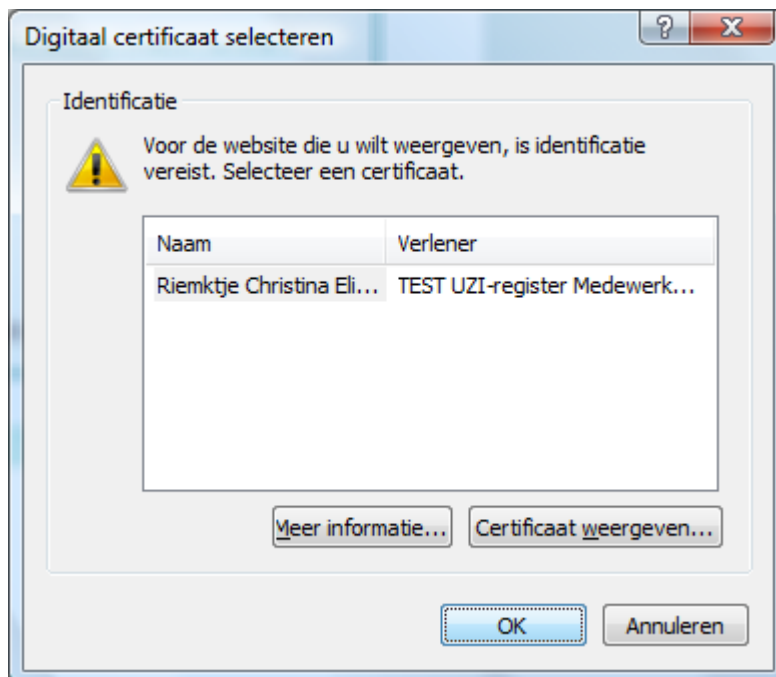 Digitaal certificaat selecteren
Identificatie
Voor de website die u wilt weergeven, is identificatie
vereist. Selecteer een certificaat.
Naam Verlener
Riemktje Christina Eli... TEST UZI-register Medewerk...
Meer informatie... Certificaat weergeven...
OK Annuleren